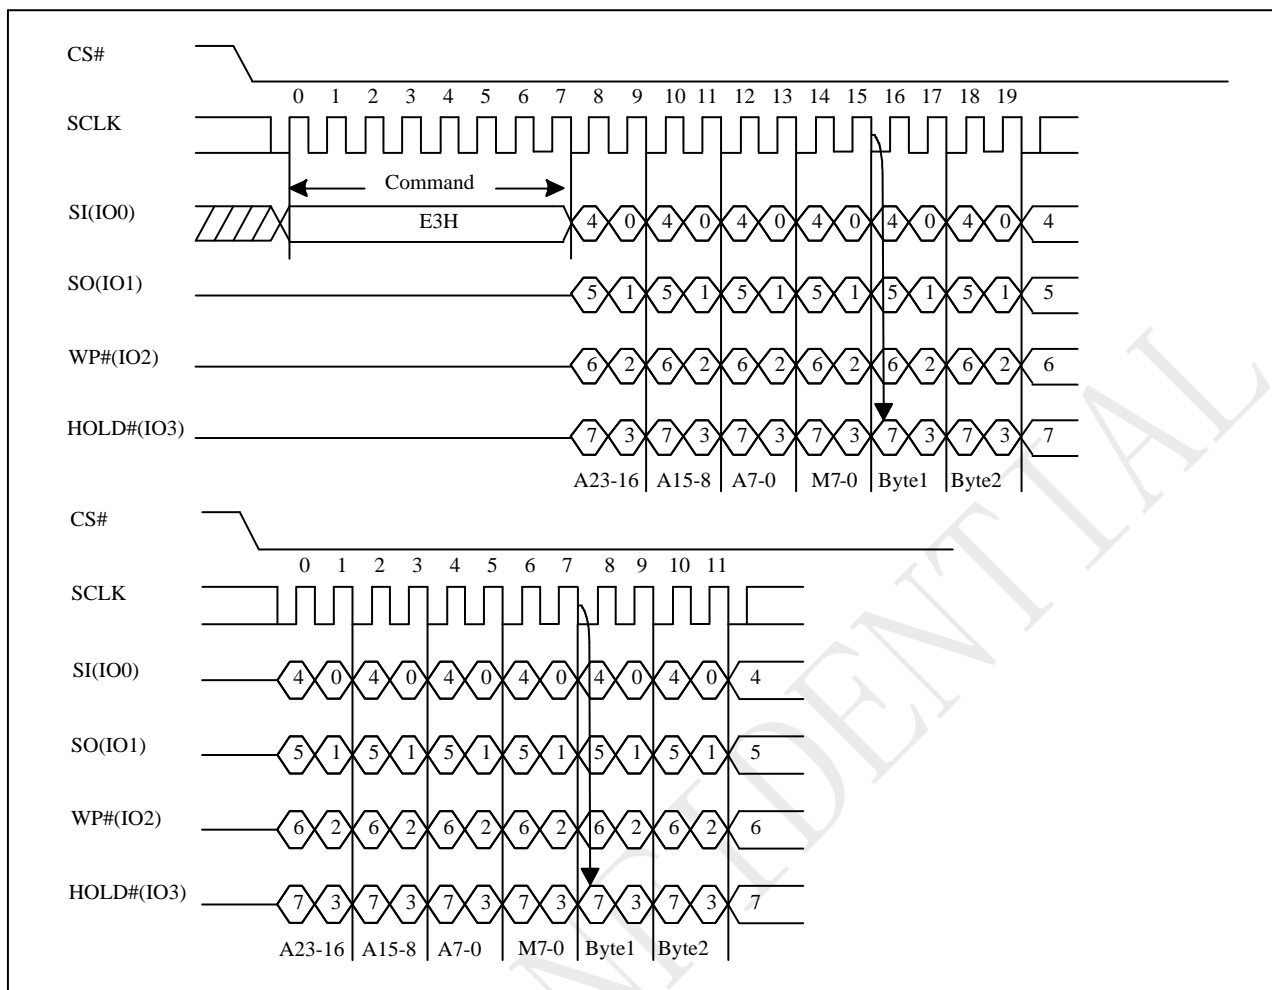 CS#
0 1 2 3 4 5 6 7 8 9 10 11 12 13 14 15 16 17 18 19
SCLK
Command
SI(IO0) E3H 4 0 4 0 4 0 4 0 4 0 4 0 4
SO(IO1) 5 1 5 1 5 1 5 1 5 1 5 1 5
WP#(IO2) 6 2 6 2 6 2 6 2 6 2 6 2 6
HOLD#(IO3) 7 3 7 3 7 3 7 3 7 3 7 3 7
A23-16 A15-8 A7-0 M7-0 Byte1 Byte2
CS#
0 1 2 3 4 5 6 7 8 9 10 11
SCLK
SI(IO0) 4 0 4 0 4 0 4 0 4 0 4 0 4
SO(IO1) 5 1 5 1 5 1 5 1 5 1 5 1 5
WP#(IO2) 6 2 6 2 6 2 6 2 6 2 6 2 6
HOLD#(IO3) 7 3 7 3 7 3 7 3 7 3 7 3 7
A23-16 A15-8 A7-0 M7-0 Byte1 Byte2